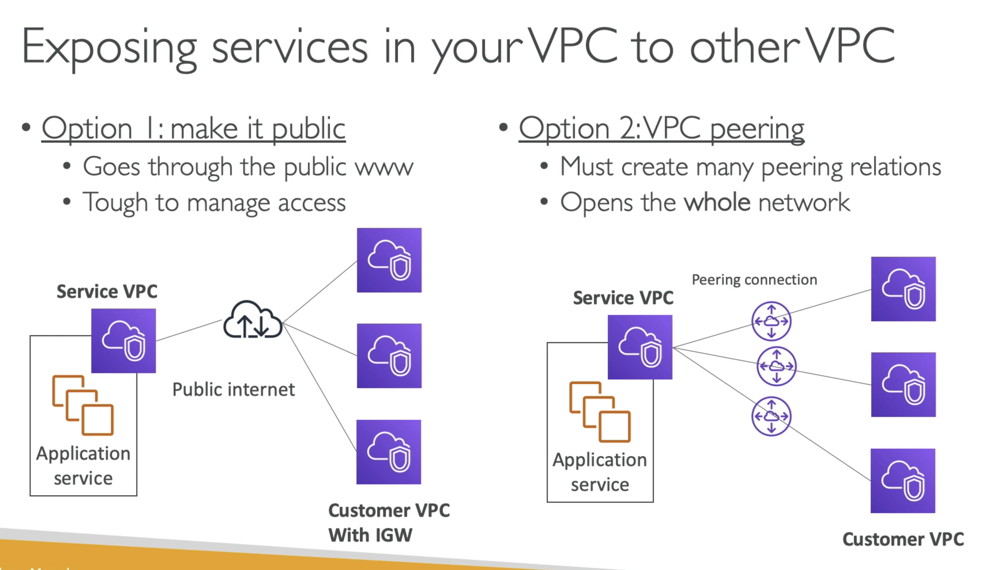 Exposing services in your VPC to other VPC
• Option 1: make it public
• Goes through the public www
• Tough to manage access
• Option 2: VPC peering
• Must create many peering relations
• Opens the whole network
Service VPC
Public internet
Application
service
Customer VPC
With IGW
Peering connection
Service VPC
Application
service
Customer VPC